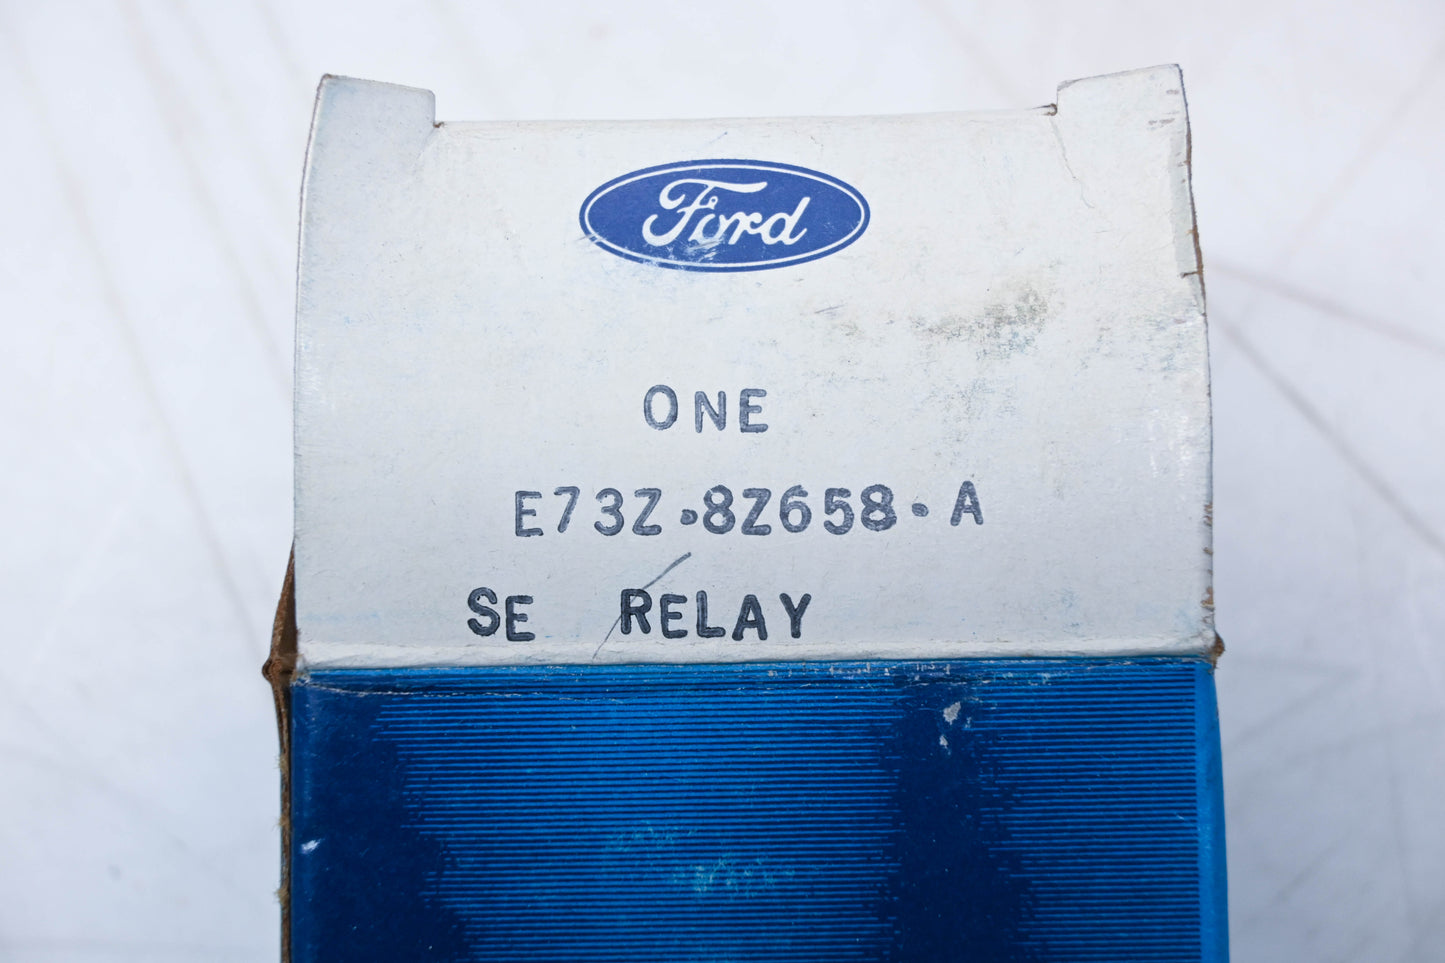 Ford
ONE
E73Z.8Z658.A
SE RELAY